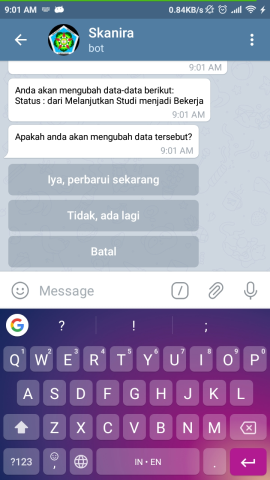 9:01 AM
0.84KB/s
Skanira
bot
9:01 AM
Anda akan mengubah data-data berikut:
Status : dari Melanjutkan Studi menjadi Bekerja
9:01 AM
Apakah anda akan mengubah data tersebut?
9:01 AM
Iya, perbarui sekarang
Tidak, ada lagi
Batal
Message
/
G ? ! ;
1 2 3 4 5 6 7 8 9 0
Q W E R T Y U I O P
A S D F G H J K L
Z X C V B N M
?123 , IN • EN .